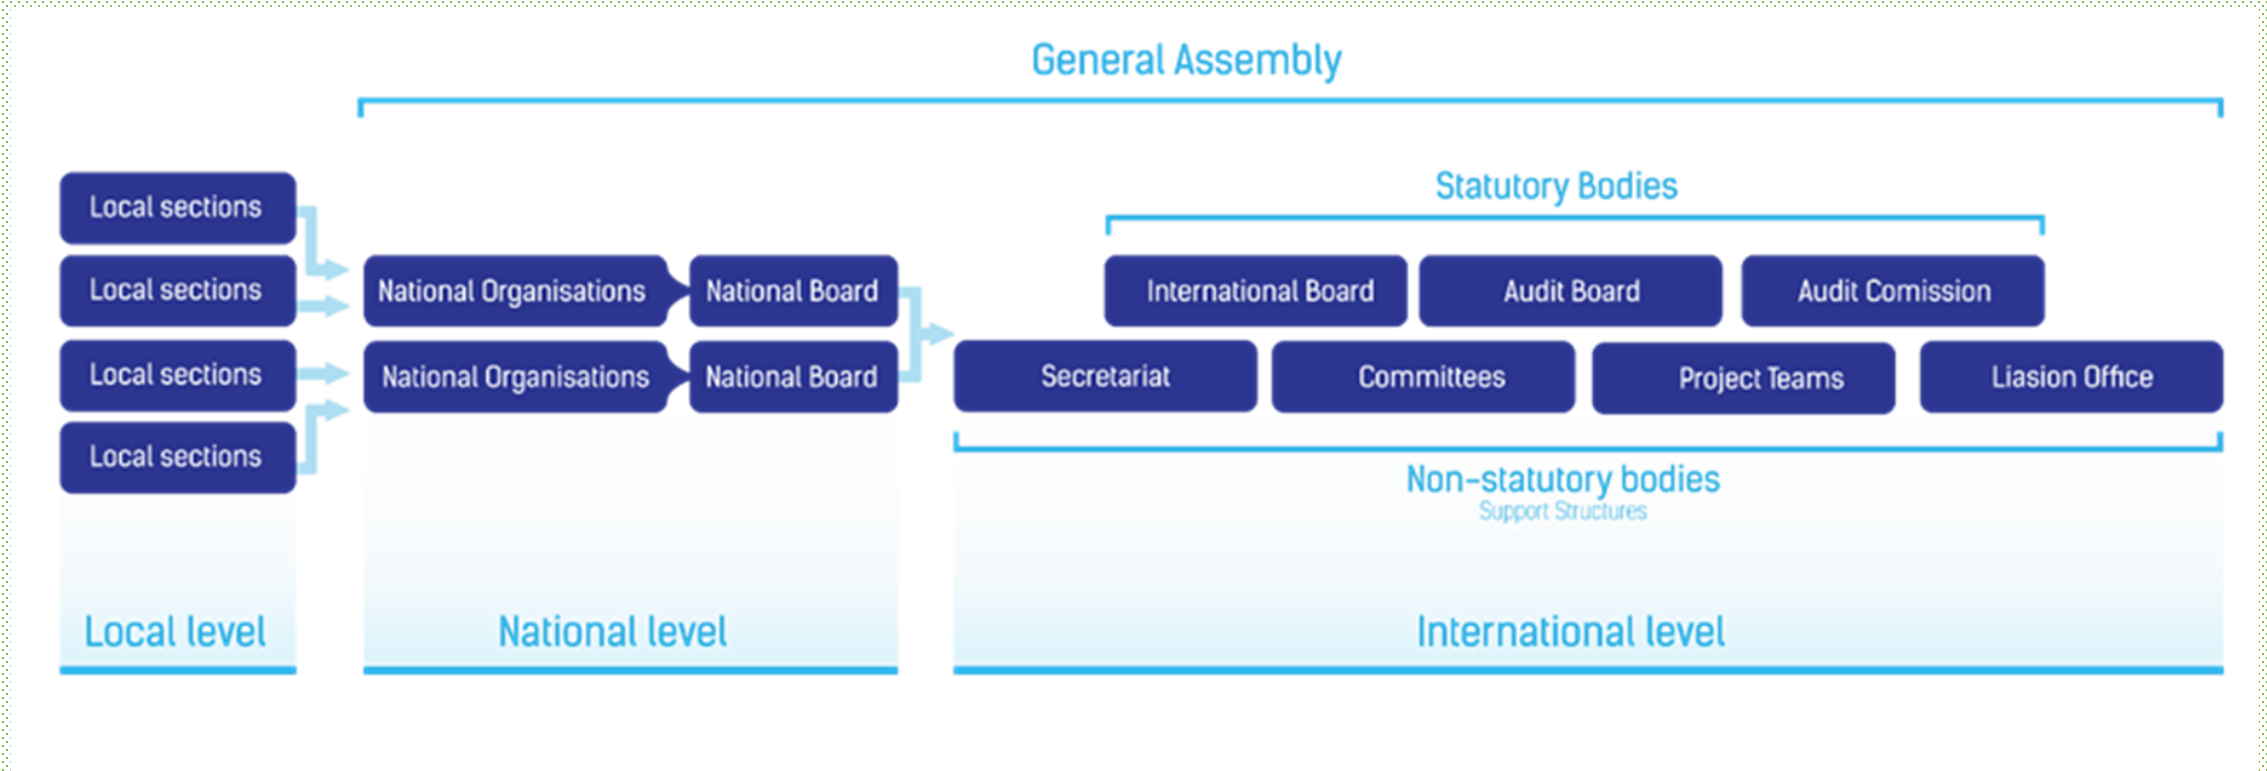 General Assembly
Statutory Bodies
Local sections
Local sections
National Organisations
National Board
International Board
Audit Board
Audit Comission
Local sections
National Organisations
National Board
Secretariat
Committees
Project Teams
Liasion Office
Local sections
Non-statutory bodies
Support Structures
Local level
National level
International level